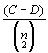 (C − D)
(n
2)